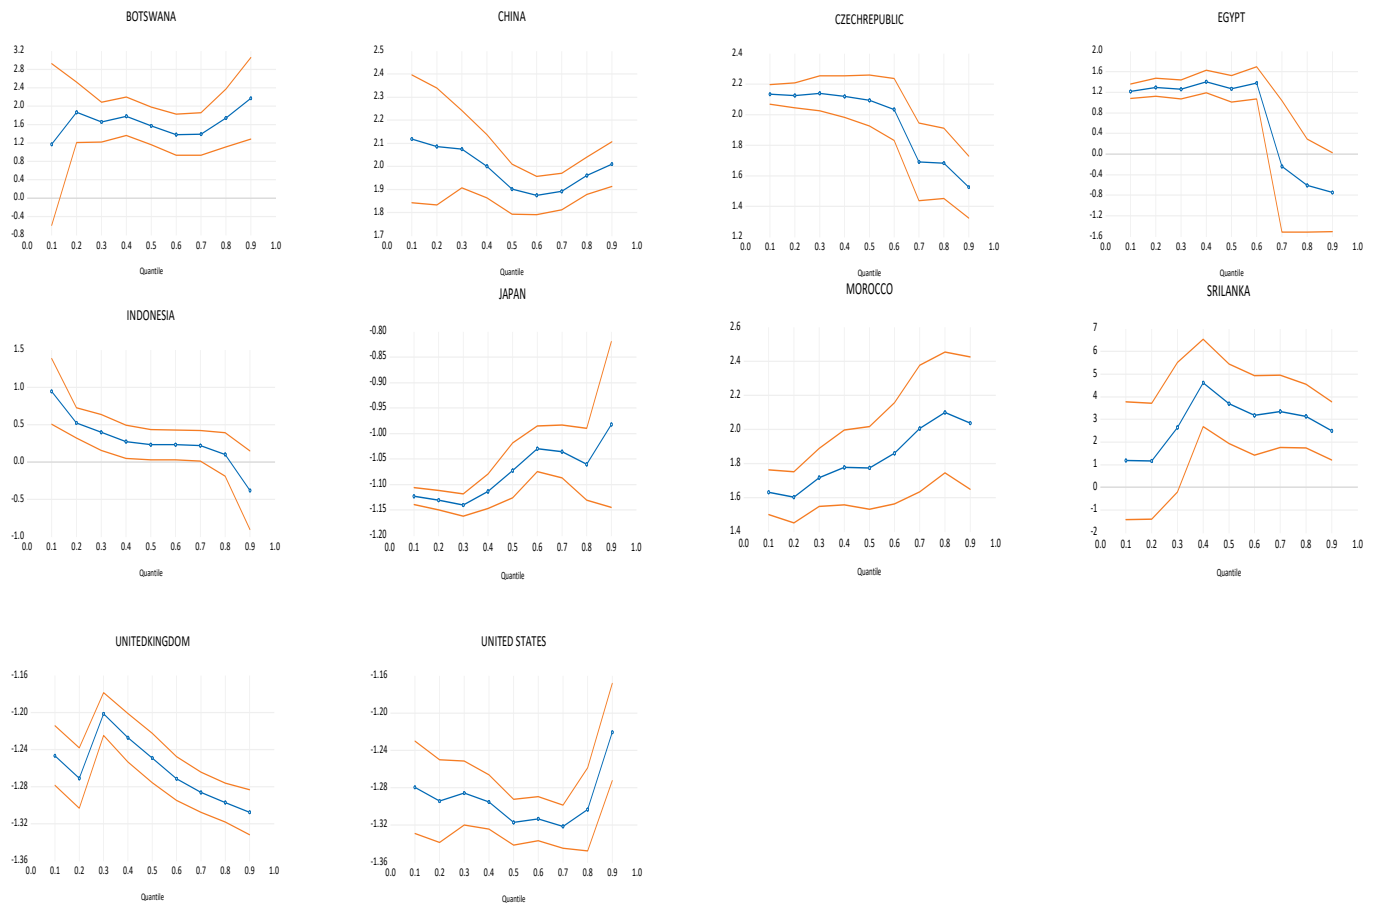 BOTSWANA
3.2
2.8
2.4
2.0
1.6
1.2
0.8
0.4
0.0
-0.4
-0.8
0.0 0.1 0.2 0.3 0.4 0.5 0.6 0.7 0.8 0.9 1.0
Quantile
CHINA
2.5
2.4
2.3
2.2
2.1
2.0
1.9
1.8
1.7
0.0 0.1 0.2 0.3 0.4 0.5 0.6 0.7 0.8 0.9 1.0
Quantile
CZECHREPUBLIC
2.4
2.2
2.0
1.8
1.6
1.4
1.2
0.0 0.1 0.2 0.3 0.4 0.5 0.6 0.7 0.8 0.9 1.0
Quantile
EGYPT
2.0
1.6
1.2
0.8
0.4
0.0
-0.4
-0.8
-1.2
-1.6
0.0 0.1 0.2 0.3 0.4 0.5 0.6 0.7 0.8 0.9 1.0
Quantile
INDONESIA
1.5
1.0
0.5
0.0
-0.5
-1.0
0.0 0.1 0.2 0.3 0.4 0.5 0.6 0.7 0.8 0.9 1.0
Quantile
JAPAN
-0.80
-0.85
-0.90
-0.95
-1.00
-1.05
-1.10
-1.15
-1.20
0.0 0.1 0.2 0.3 0.4 0.5 0.6 0.7 0.8 0.9 1.0
Quantile
MOROCCO
2.6
2.4
2.2
2.0
1.8
1.6
1.4
0.0 0.1 0.2 0.3 0.4 0.5 0.6 0.7 0.8 0.9 1.0
Quantile
SRILANKA
7
6
5
4
3
2
1
0
-1
-2
0.0 0.1 0.2 0.3 0.4 0.5 0.6 0.7 0.8 0.9 1.0
Quantile
UNITEDKINGDOM
-1.16
-1.20
-1.24
-1.28
-1.32
-1.36
0.0 0.1 0.2 0.3 0.4 0.5 0.6 0.7 0.8 0.9 1.0
Quantile
UNITED STATES
-1.16
-1.20
-1.24
-1.28
-1.32
-1.36
0.0 0.1 0.2 0.3 0.4 0.5 0.6 0.7 0.8 0.9 1.0
Quantile